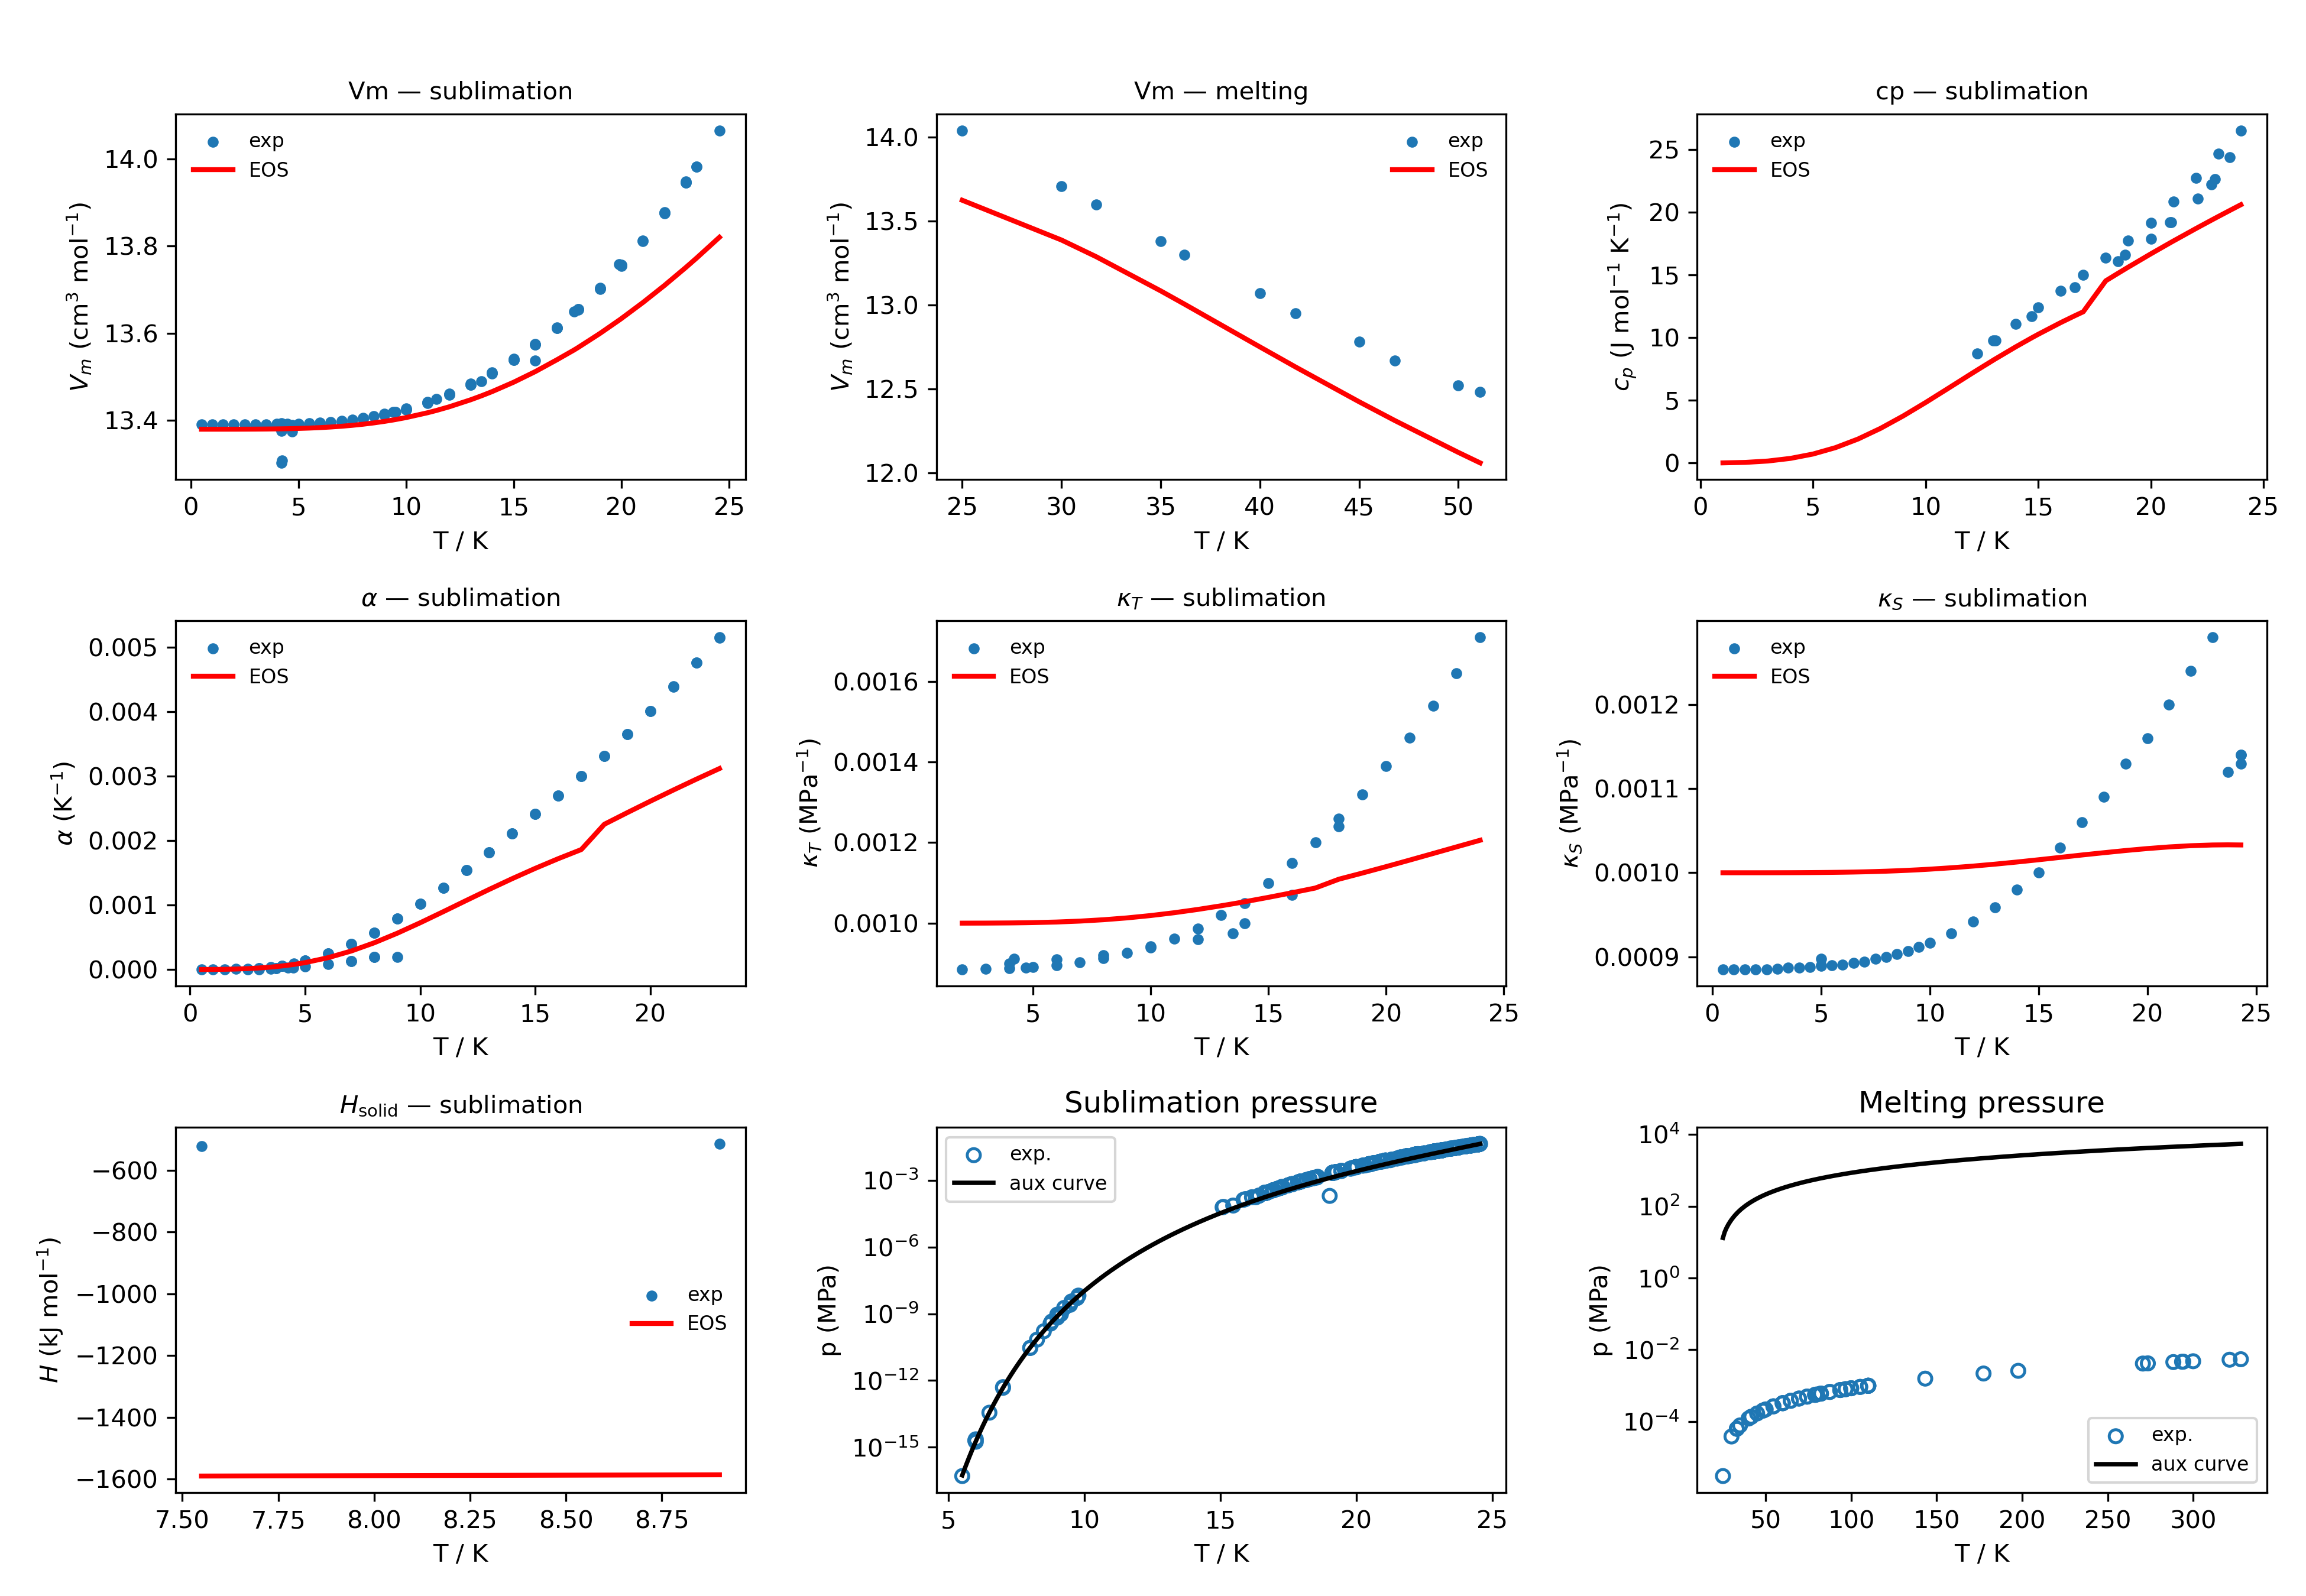 Vm — sublimation
14.0
13.8
13.6
13.4
0 5 10 15 20 25
T / K
V_m (cm³ mol⁻¹)
exp
EOS
Vm — melting
14.0
13.5
13.0
12.5
12.0
25 30 35 40 45 50
T / K
V_m (cm³ mol⁻¹)
exp
EOS
cp — sublimation
25
20
15
10
5
0
0 5 10 15 20 25
T / K
c_p (J mol⁻¹ K⁻¹)
exp
EOS
α — sublimation
0.005
0.004
0.003
0.002
0.001
0.000
0 5 10 15 20
T / K
α (K⁻¹)
exp
EOS
κ_T — sublimation
0.0016
0.0014
0.0012
0.0010
5 10 15 20 25
T / K
κ_T (MPa⁻¹)
exp
EOS
κ_S — sublimation
0.0012
0.0011
0.0010
0.0009
0 5 10 15 20 25
T / K
κ_S (MPa⁻¹)
exp
EOS
H_solid — sublimation
−600
−800
−1000
−1200
−1400
−1600
7.50 7.75 8.00 8.25 8.50 8.75
T / K
H (kJ mol⁻¹)
exp
EOS
Sublimation pressure
10⁻³
10⁻⁶
10⁻⁹
10⁻¹²
10⁻¹⁵
5 10 15 20 25
T / K
p (MPa)
exp.
aux curve
Melting pressure
10⁴
10²
10⁰
10⁻²
10⁻⁴
50 100 150 200 250 300
T / K
p (MPa)
exp.
aux curve